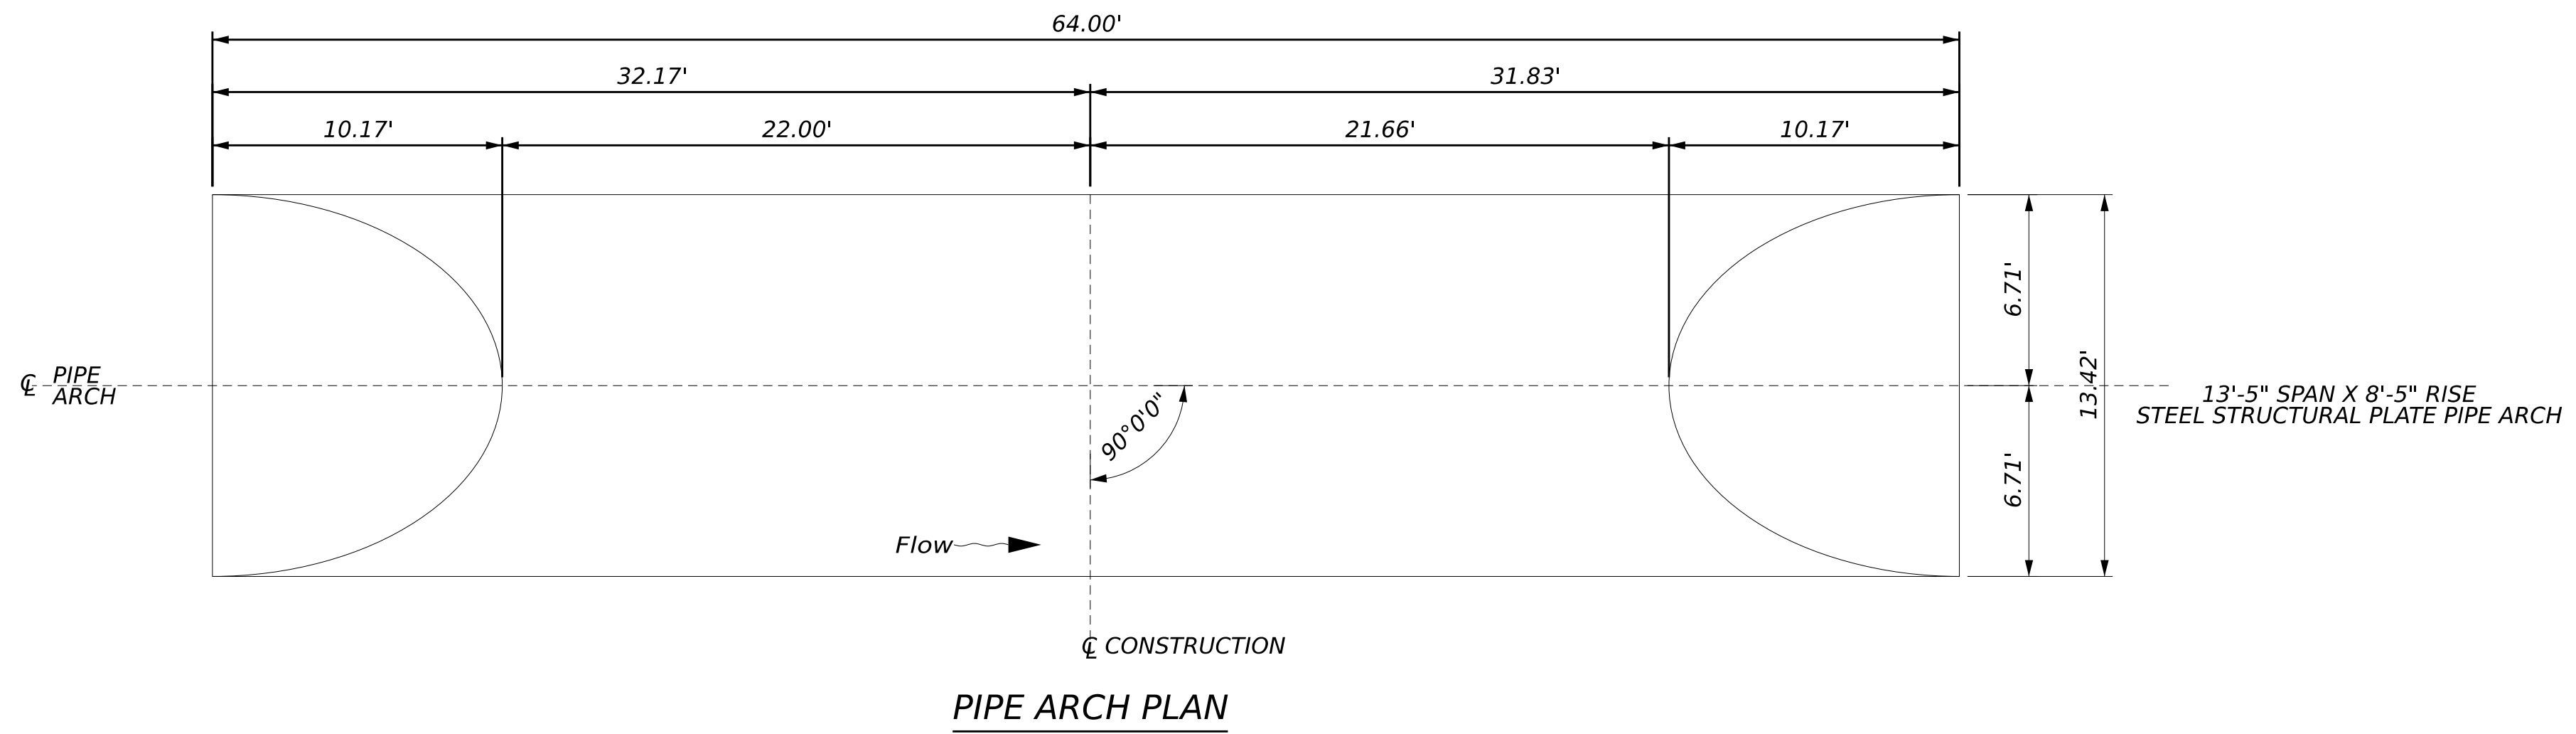 64.00'
32.17' 31.83'
10.17' 22.00' 21.66' 10.17'
6.71'
13.42'
℄ PIPE
ARCH
90°0'0"
13'-5" SPAN X 8'-5" RISE
STEEL STRUCTURAL PLATE PIPE ARCH
6.71'
Flow
℄ CONSTRUCTION
PIPE ARCH PLAN